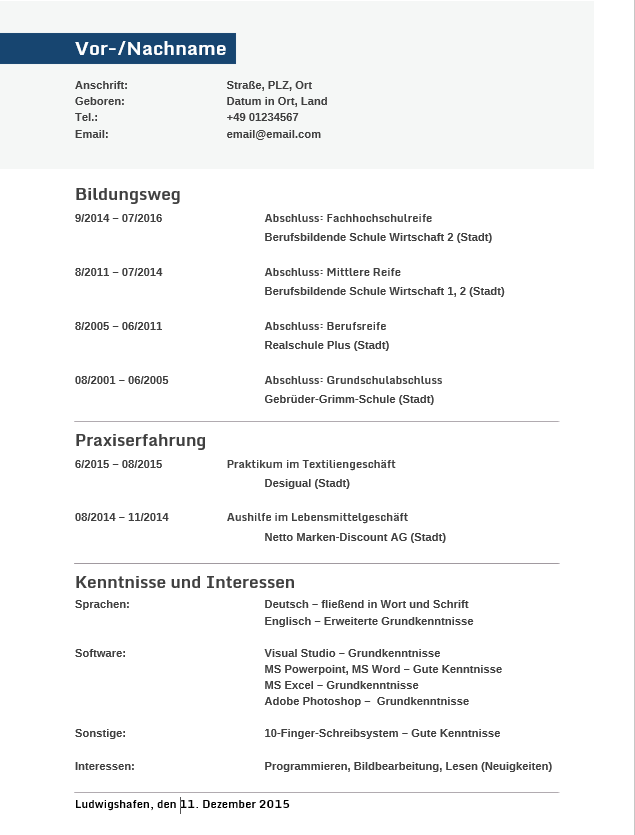 Vor-/Nachname
Anschrift: Straße, PLZ, Ort
Geboren: Datum in Ort, Land
Tel.: +49 01234567
Email: email@email.com
Bildungsweg
9/2014 – 07/2016 Abschluss: Fachhochschulreife
Berufsbildende Schule Wirtschaft 2 (Stadt)
8/2011 – 07/2014 Abschluss: Mittlere Reife
Berufsbildende Schule Wirtschaft 1, 2 (Stadt)
8/2005 – 06/2011 Abschluss: Berufsreife
Realschule Plus (Stadt)
08/2001 – 06/2005 Abschluss: Grundschulabschluss
Gebrüder-Grimm-Schule (Stadt)
Praxiserfahrung
6/2015 – 08/2015 Praktikum im Textiliengeschäft
Desigual (Stadt)
08/2014 – 11/2014 Aushilfe im Lebensmittelgeschäft
Netto Marken-Discount AG (Stadt)
Kenntnisse und Interessen
Sprachen: Deutsch – fließend in Wort und Schrift
Englisch – Erweiterte Grundkenntnisse
Software: Visual Studio – Grundkenntnisse
MS Powerpoint, MS Word – Gute Kenntnisse
MS Excel – Grundkenntnisse
Adobe Photoshop – Grundkenntnisse
Sonstige: 10-Finger-Schreibsystem – Gute Kenntnisse
Interessen: Programmieren, Bildbearbeitung, Lesen (Neuigkeiten)
Ludwigshafen, den 11. Dezember 2015